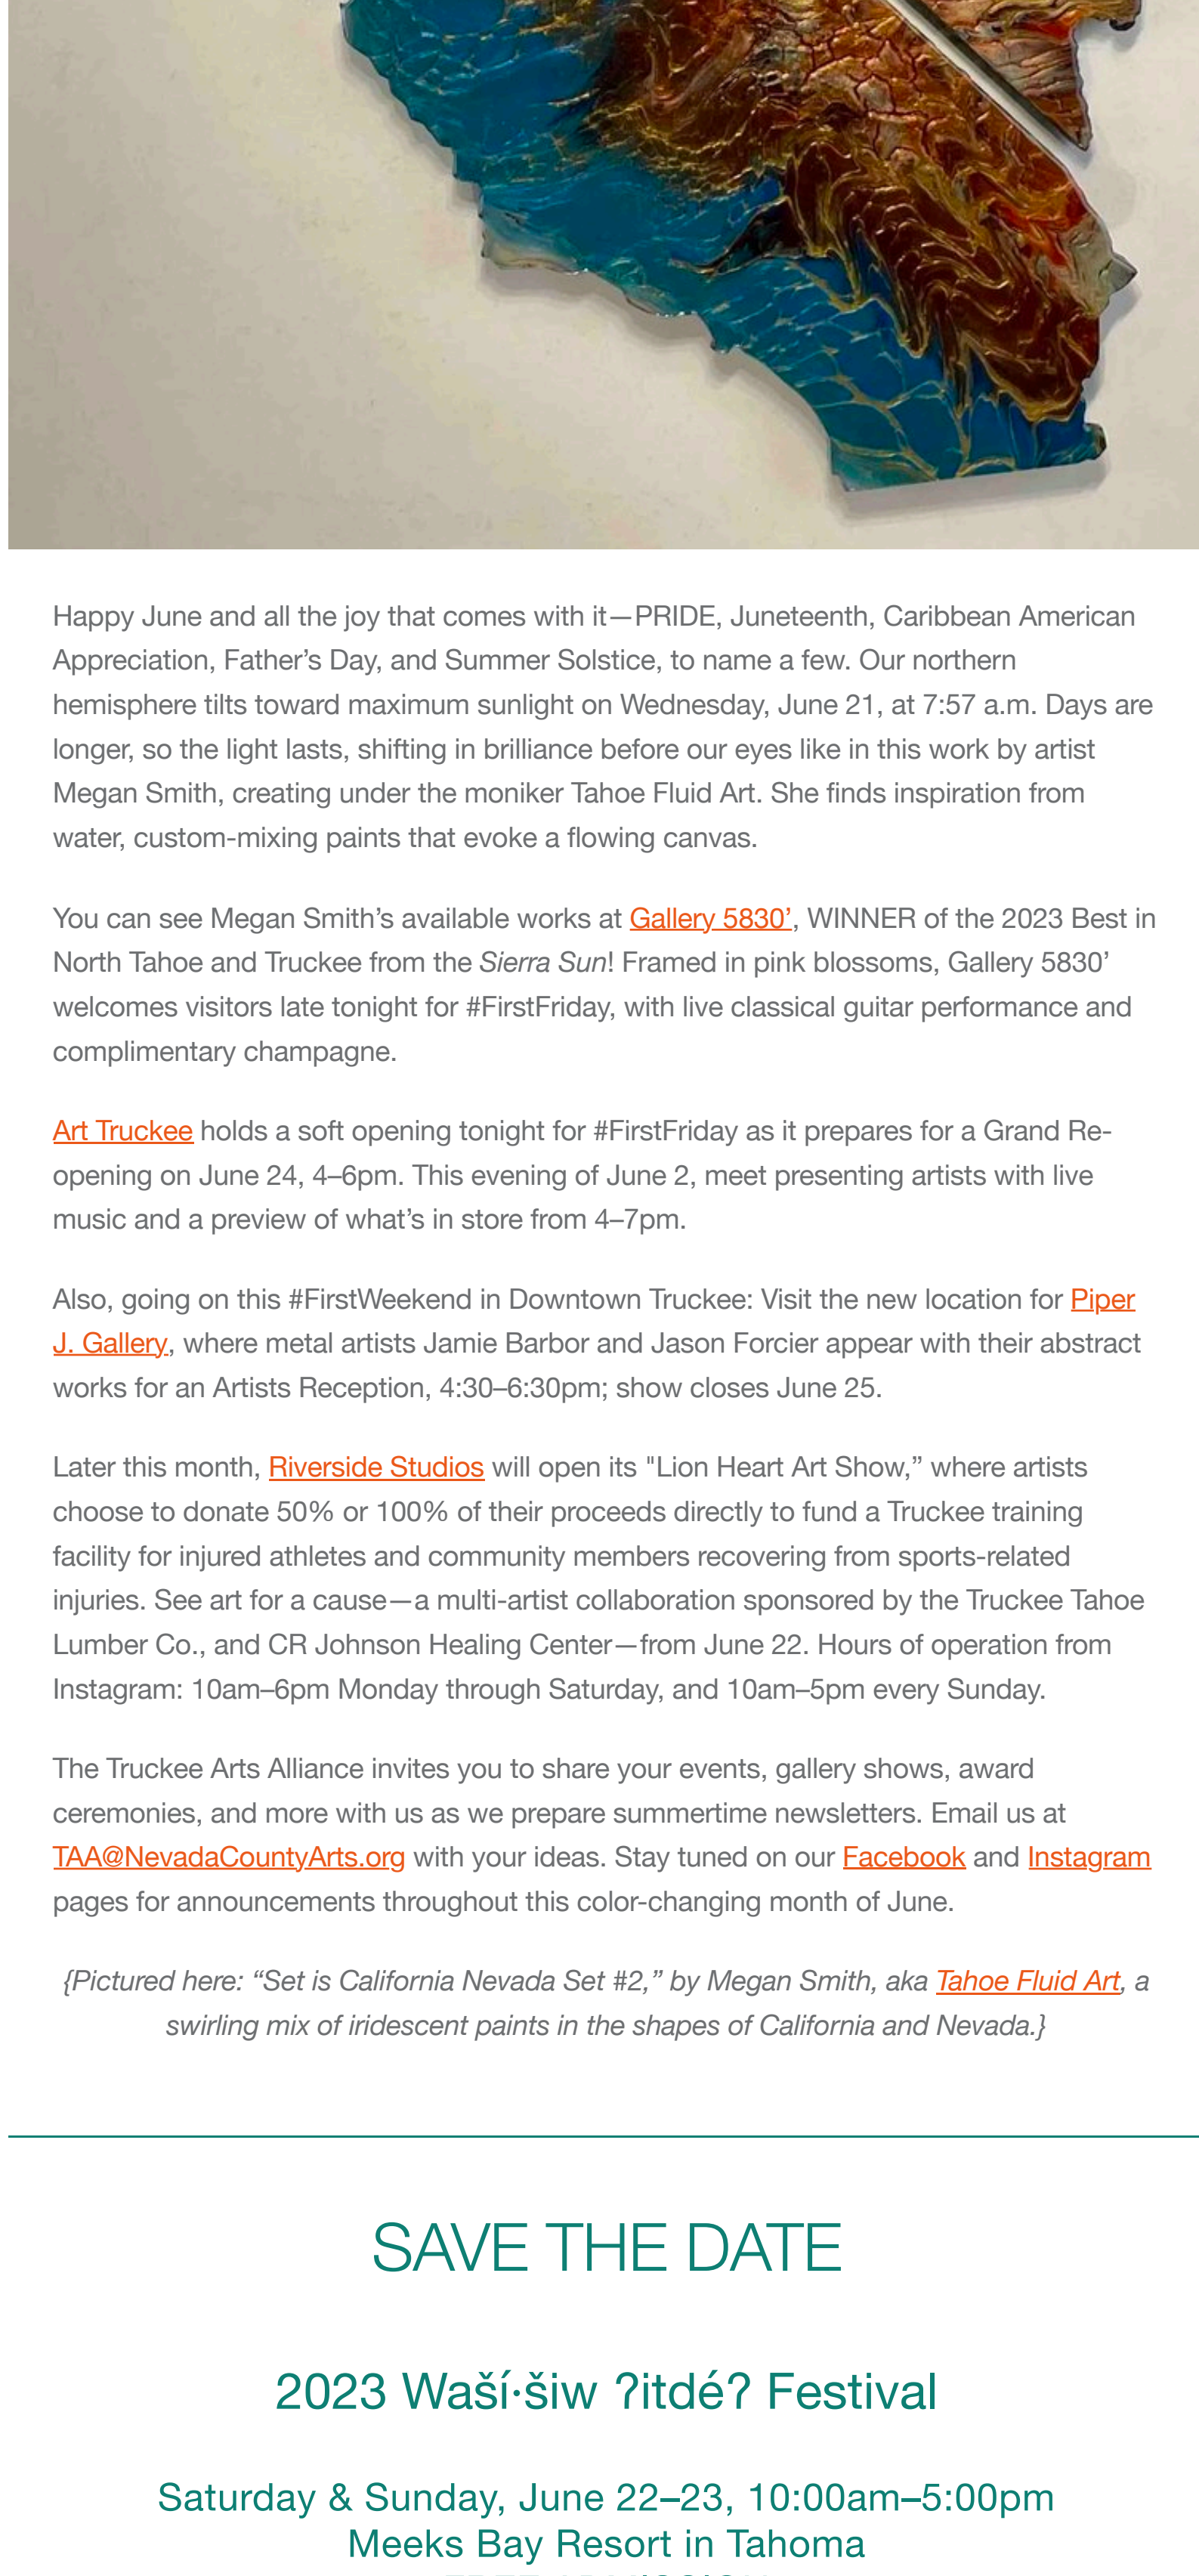 Happy June and all the joy that comes with it—PRIDE, Juneteenth, Caribbean American
Appreciation, Father’s Day, and Summer Solstice, to name a few. Our northern
hemisphere tilts toward maximum sunlight on Wednesday, June 21, at 7:57 a.m. Days are
longer, so the light lasts, shifting in brilliance before our eyes like in this work by artist
Megan Smith, creating under the moniker Tahoe Fluid Art. She finds inspiration from
water, custom-mixing paints that evoke a flowing canvas.
You can see Megan Smith’s available works at Gallery 5830’, WINNER of the 2023 Best in
North Tahoe and Truckee from the Sierra Sun! Framed in pink blossoms, Gallery 5830’
welcomes visitors late tonight for #FirstFriday, with live classical guitar performance and
complimentary champagne.
Art Truckee holds a soft opening tonight for #FirstFriday as it prepares for a Grand Re-
opening on June 24, 4–6pm. This evening of June 2, meet presenting artists with live
music and a preview of what’s in store from 4–7pm.
Also, going on this #FirstWeekend in Downtown Truckee: Visit the new location for Piper
J. Gallery, where metal artists Jamie Barbor and Jason Forcier appear with their abstract
works for an Artists Reception, 4:30–6:30pm; show closes June 25.
Later this month, Riverside Studios will open its "Lion Heart Art Show,” where artists
choose to donate 50% or 100% of their proceeds directly to fund a Truckee training
facility for injured athletes and community members recovering from sports-related
injuries. See art for a cause—a multi-artist collaboration sponsored by the Truckee Tahoe
Lumber Co., and CR Johnson Healing Center—from June 22. Hours of operation from
Instagram: 10am–6pm Monday through Saturday, and 10am–5pm every Sunday.
The Truckee Arts Alliance invites you to share your events, gallery shows, award
ceremonies, and more with us as we prepare summertime newsletters. Email us at
TAA@NevadaCountyArts.org with your ideas. Stay tuned on our Facebook and Instagram
pages for announcements throughout this color-changing month of June.
{Pictured here: “Set is California Nevada Set #2,” by Megan Smith, aka Tahoe Fluid Art, a
swirling mix of iridescent paints in the shapes of California and Nevada.}
SAVE THE DATE
2023 Waší·šiw ʔitdéʔ Festival
Saturday & Sunday, June 22–23, 10:00am–5:00pm
Meeks Bay Resort in Tahoma